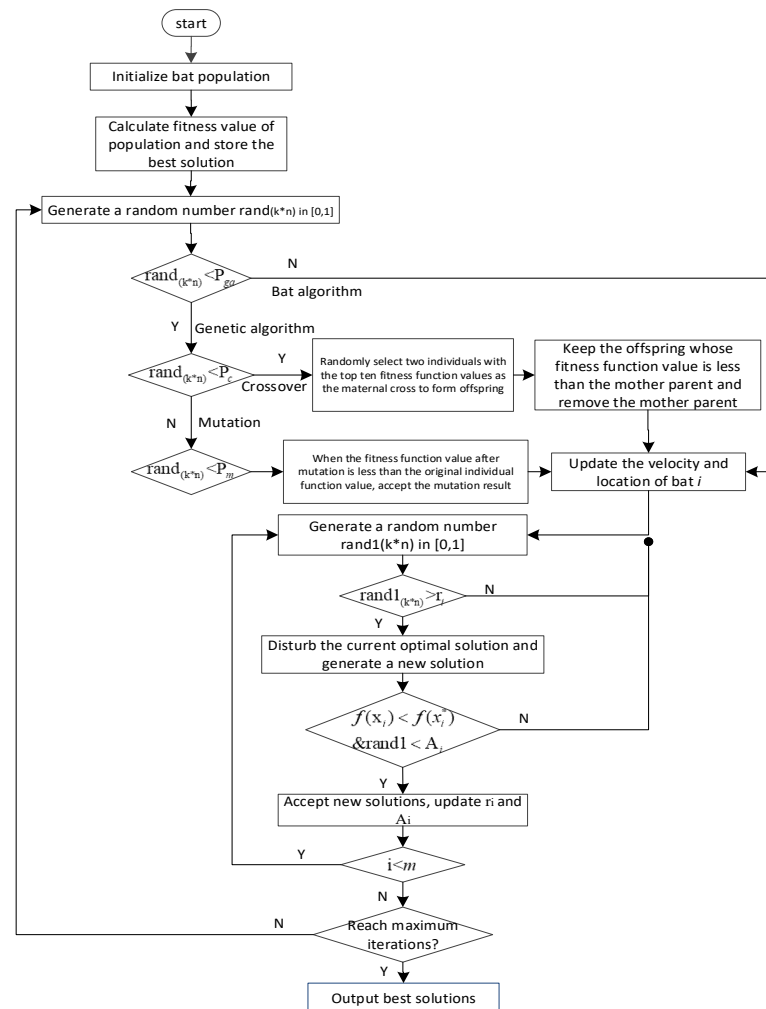 start
Initialize bat population
Calculate fitness value of
population and store the
best solution
Generate a random number rand(k*n) in [0,1]
rand(k*n)<Pga
N
Bat algorithm
Y
Genetic algorithm
rand(k*n)<Pc
Y
Crossover
Randomly select two individuals with
the top ten fitness function values as
the maternal cross to form offspring
Keep the offspring whose
fitness function value is less
than the mother parent and
remove the mother parent
N
Mutation
rand(k*n)<Pm
When the fitness function value after
mutation is less than the original individual
function value, accept the mutation result
Update the velocity and
location of bat i
Generate a random number
rand1(k*n) in [0,1]
rand1(k*n)>ri
N
Y
Disturb the current optimal solution and
generate a new solution
f(xi) < f(xi*)
&rand1 < Ai
N
Y
Accept new solutions, update ri and
Ai
Y
i<m
N
N
Reach maximum
iterations?
Y
Output best solutions